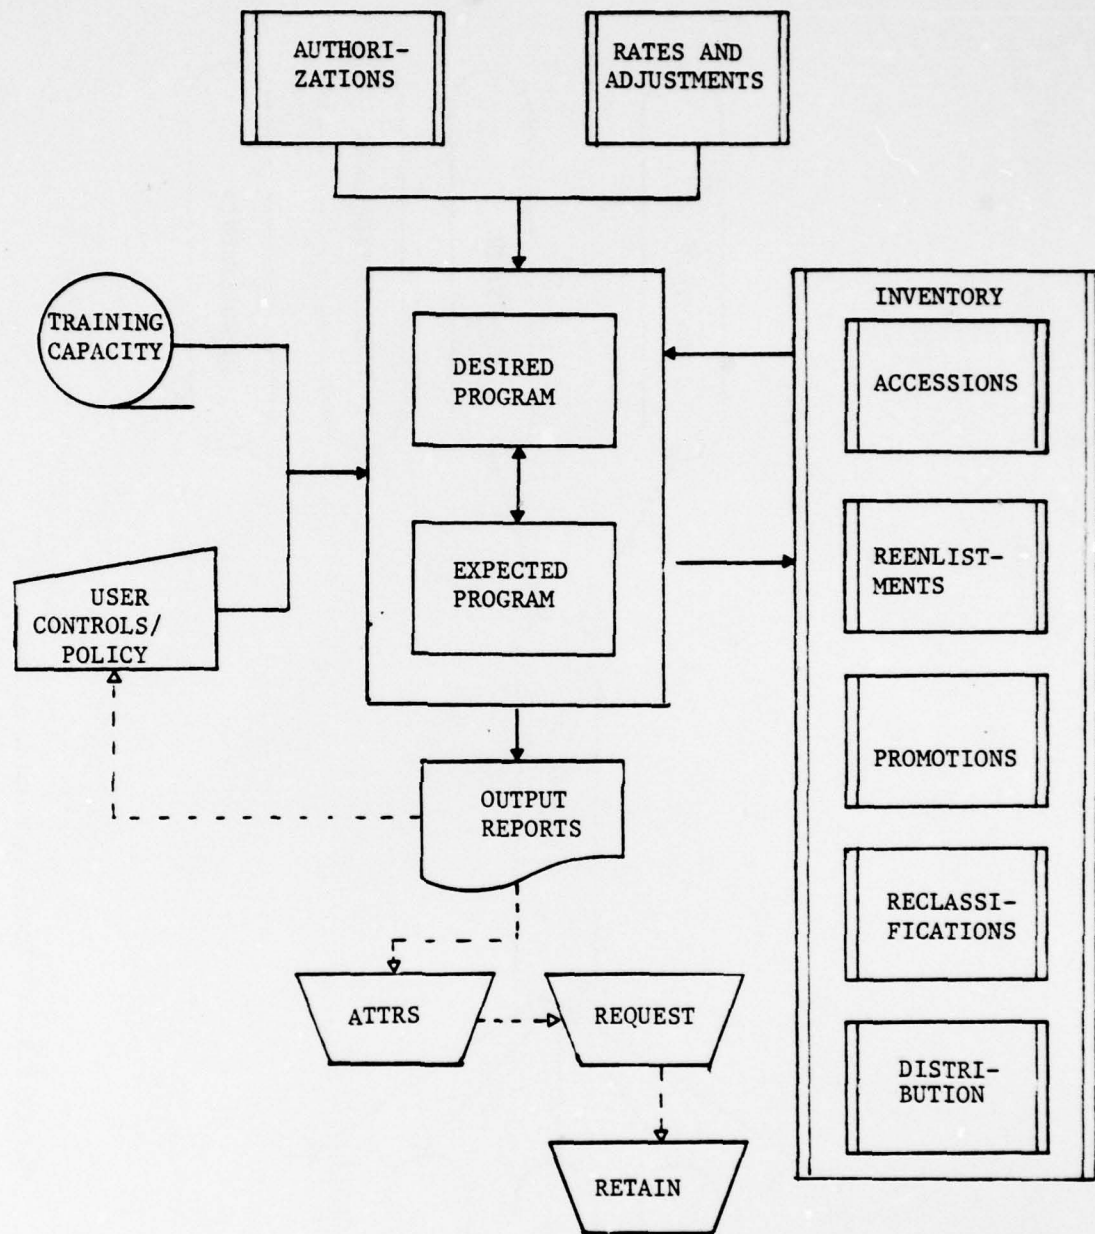 AUTHORI-
ZATIONS
RATES AND
ADJUSTMENTS
TRAINING
CAPACITY
DESIRED
PROGRAM
EXPECTED
PROGRAM
USER
CONTROLS/
POLICY
OUTPUT
REPORTS
ATTRS
REQUEST
RETAIN
INVENTORY
ACCESSIONS
REENLIST-
MENTS
PROMOTIONS
RECLASSI-
FICATIONS
DISTRI-
BUTION